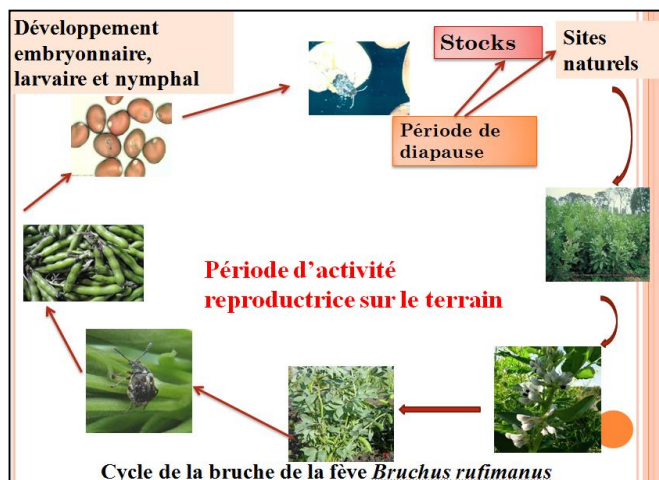 Développement
embryonnaire,
larvaire et nymphal
Stocks
Sites
naturels
Période de
diapause
Période d'activité
reproductrice sur le terrain
Cycle de la bruche de la fève Bruchus rufimanus